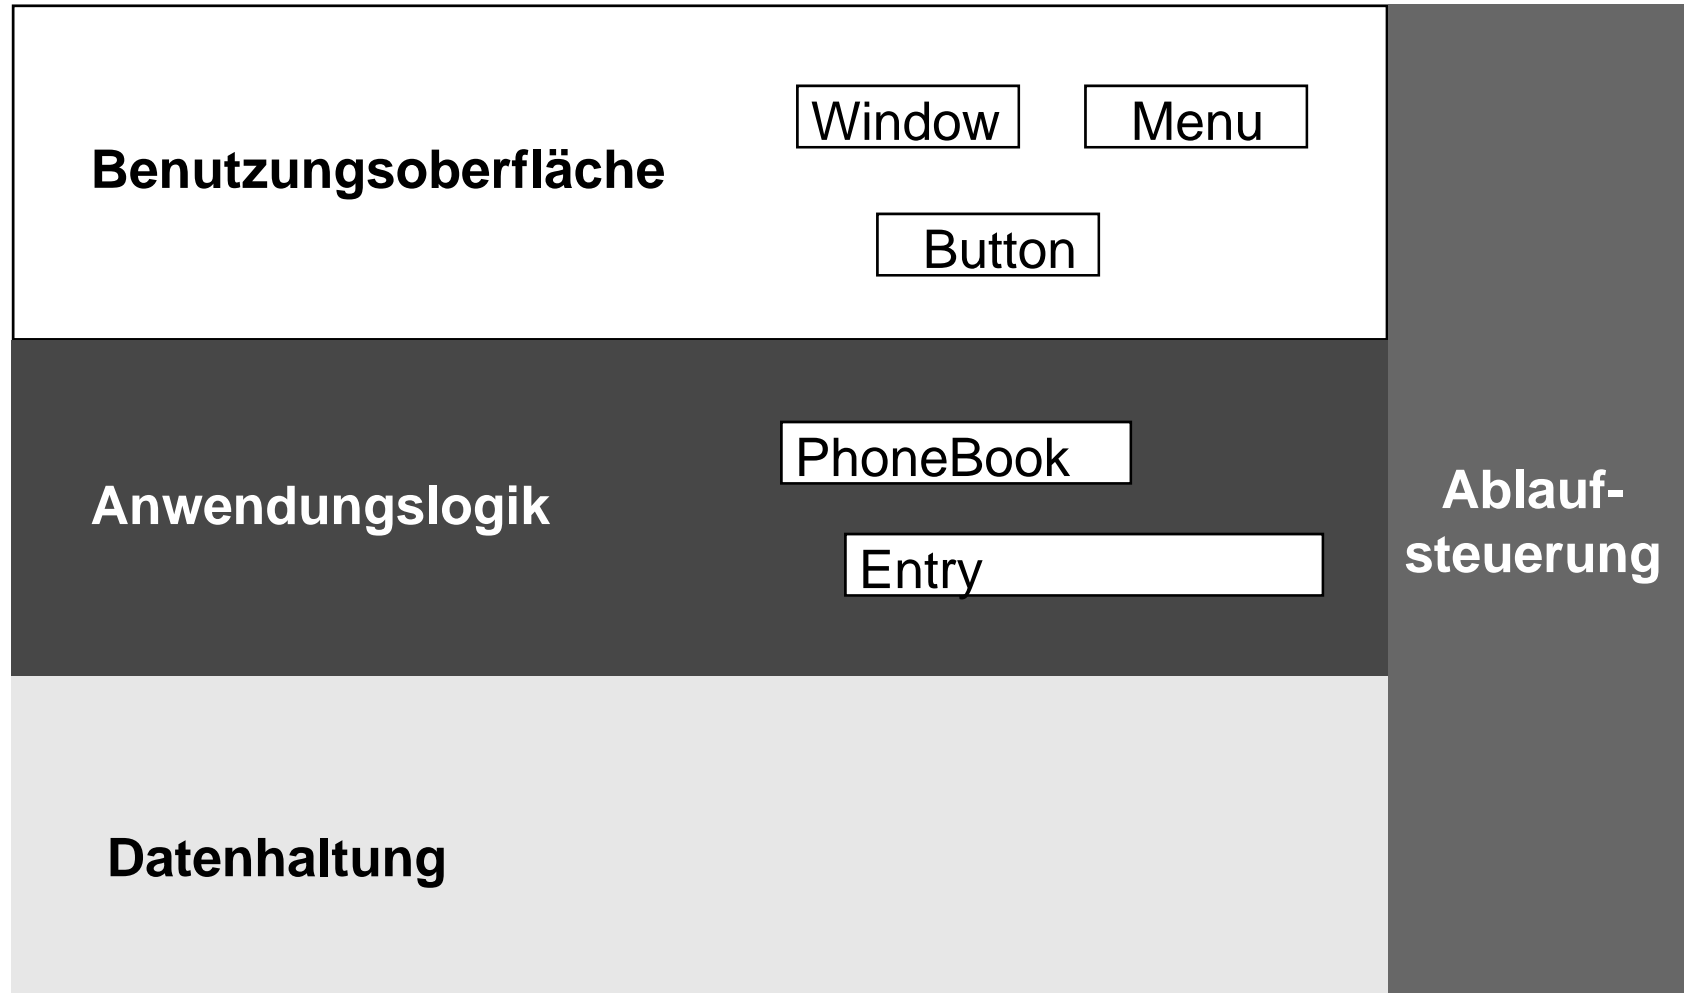 Window
Menu
Benutzungsoberfläche
Button
PhoneBook
Anwendungslogik
Entry
Ablauf-
steuerung
Datenhaltung